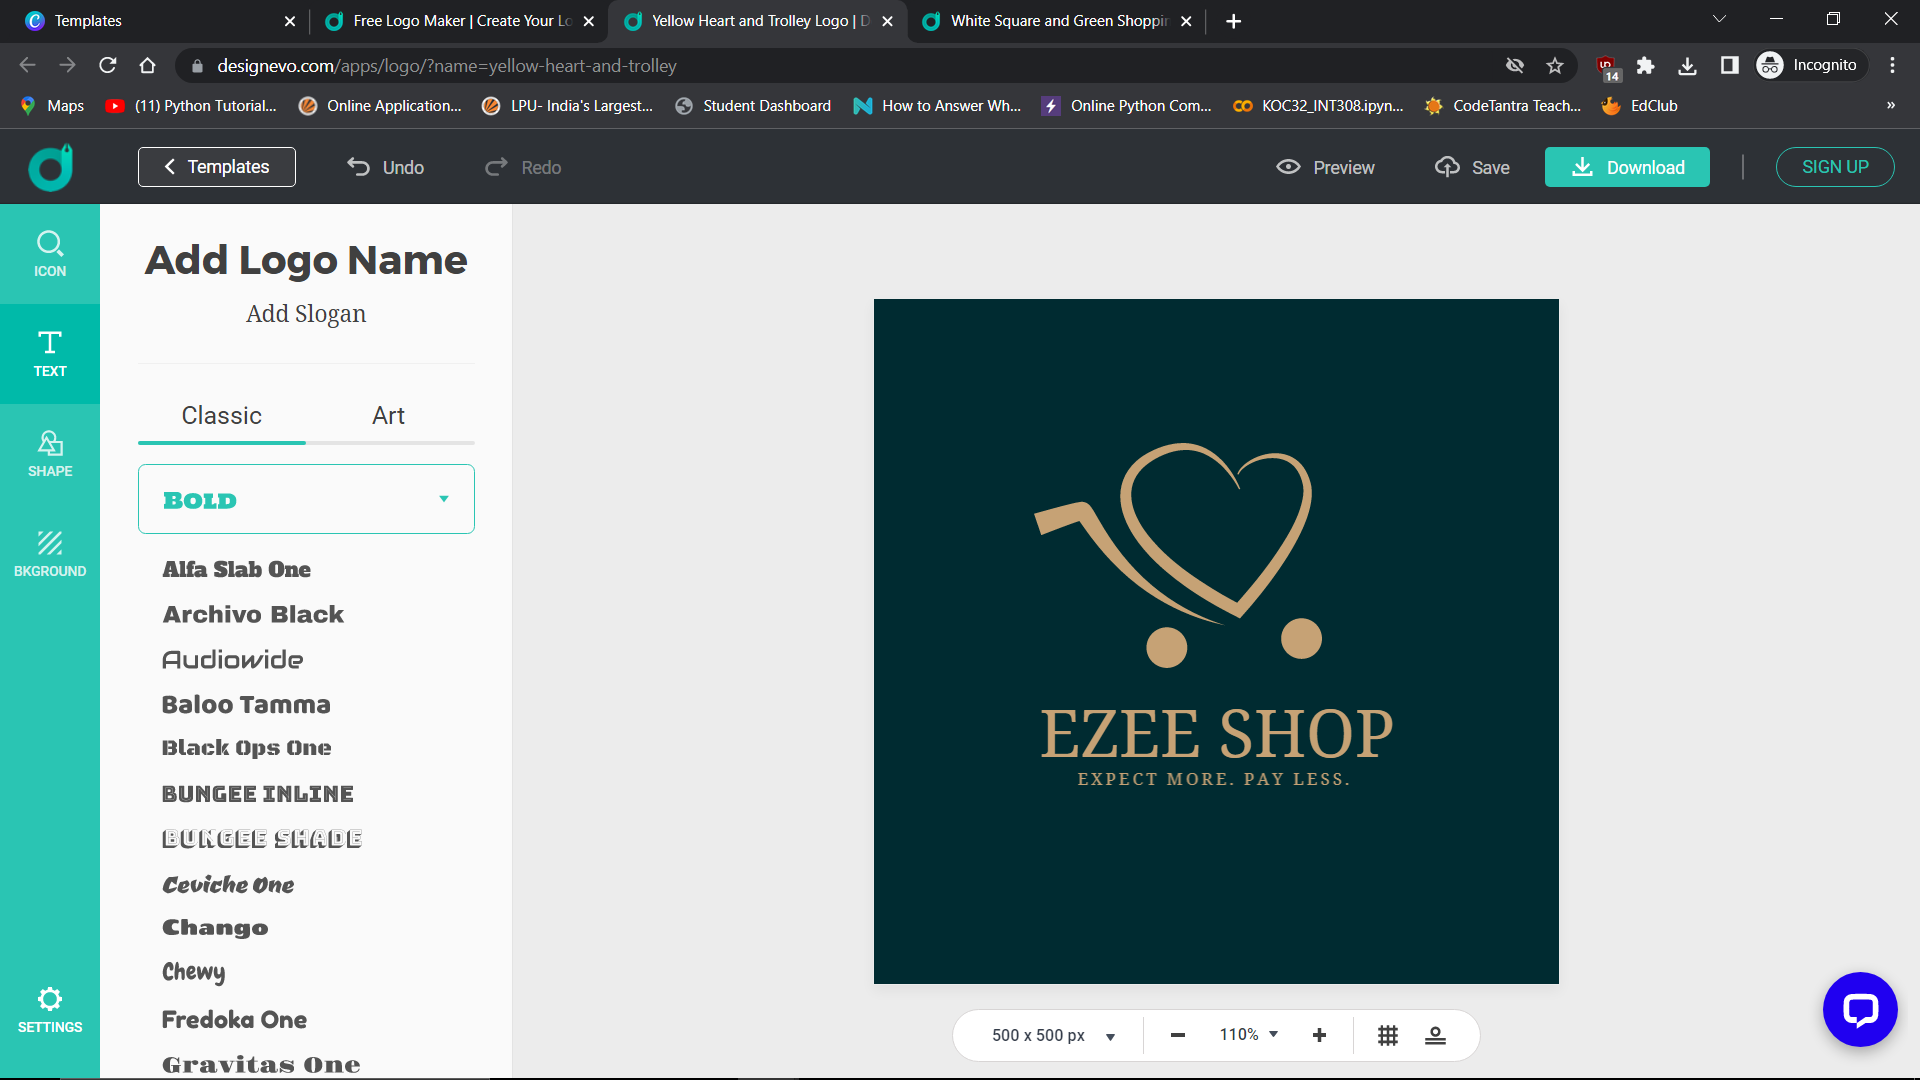 Templates
Free Logo Maker | Create Your Lo
Yellow Heart and Trolley Logo | D
White Square and Green Shoppin
designevo.com/apps/logo/?name=yellow-heart-and-trolley
14
Incognito
Maps
(11) Python Tutorial...
Online Application...
LPU- India's Largest...
Student Dashboard
How to Answer Wh...
Online Python Com...
KOC32_INT308.ipyn...
CodeTantra Teach...
EdClub
»
Templates
Undo
Redo
Preview
Save
Download
SIGN UP
ICON
TEXT
SHAPE
BKGROUND
SETTINGS
Add Logo Name
Add Slogan
Classic
Art
BOLD
Alfa Slab One
Archivo Black
Audiowide
Baloo Tamma
Black Ops One
BUNGEE INLINE
BUNGEE SHADE
Ceviche One
Chango
Chewy
Fredoka One
Gravitas One
EZEE SHOP
EXPECT MORE. PAY LESS.
500 x 500 px
110%